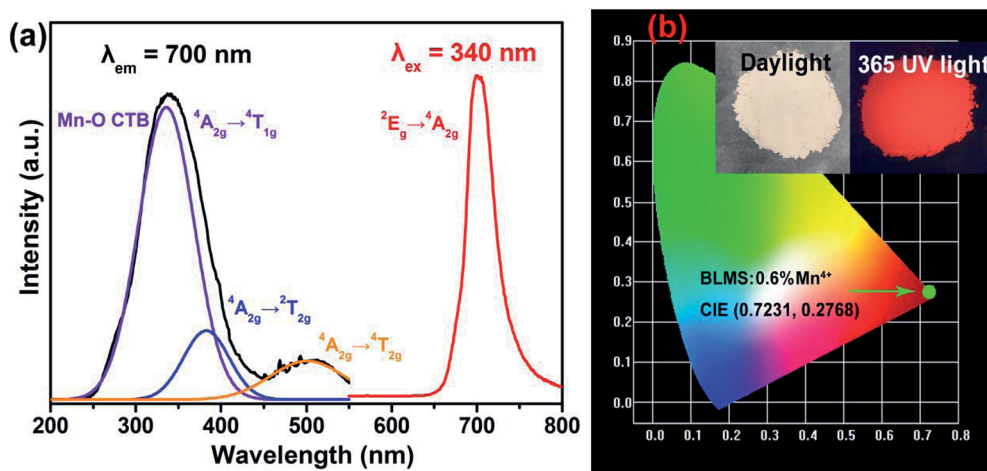 (a)
λem = 700 nm
λex = 340 nm
Mn-O CTB
⁴A₂g→⁴T₁g
²Eg→⁴A₂g
⁴A₂g→²T₂g
⁴A₂g→⁴T₂g
Intensity (a.u.)
200 300 400 500 600 700 800
Wavelength (nm)
(b)
Daylight
365 UV light
0.9
0.8
0.7
0.6
0.5
0.4
0.3
0.2
0.1
0.0
BLMS:0.6%Mn⁴⁺
CIE (0.7231, 0.2768)
0.0 0.1 0.2 0.3 0.4 0.5 0.6 0.7 0.8